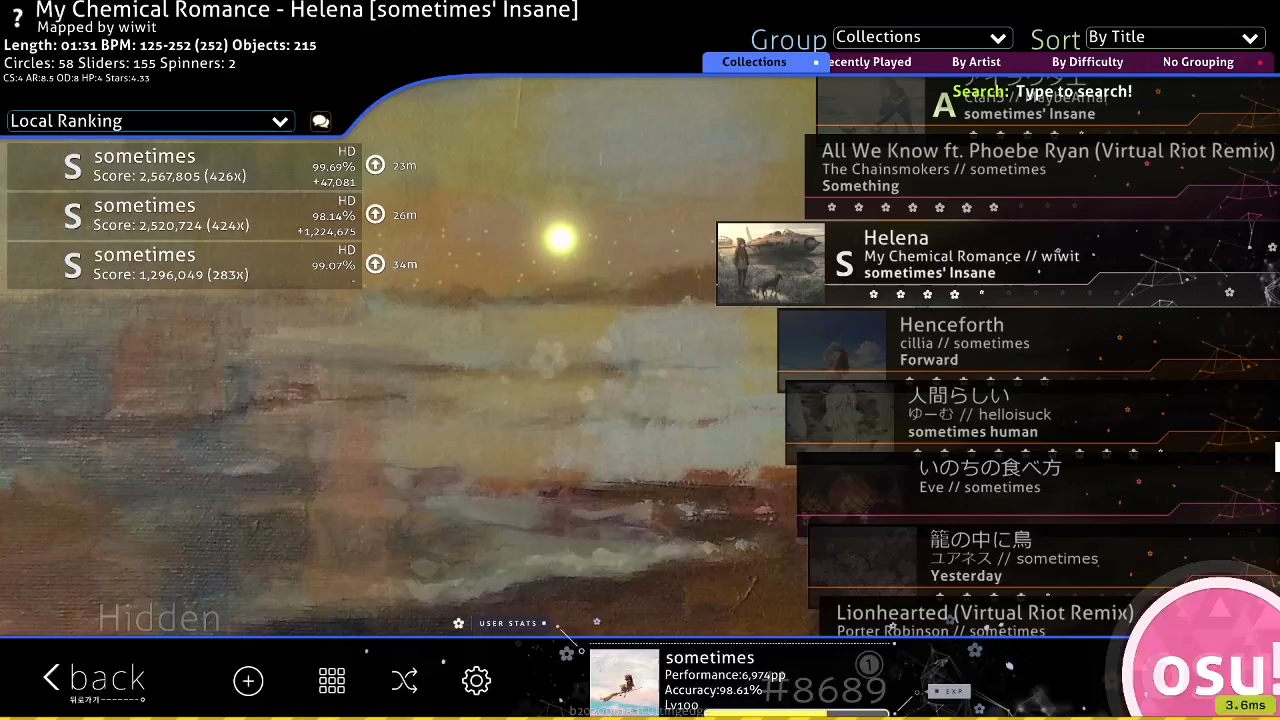 ?
My Chemical Romance - Helena [sometimes' Insane]
Mapped by wiwit
Length: 01:31 BPM: 125-252 (252) Objects: 215
Circles: 58 Sliders: 155 Spinners: 2
CS:4 AR:8.5 OD:8 HP:4 Stars:4.33
Group Collections
Sort By Title
Collections
ecently Played
By Artist
By Difficulty
No Grouping
Local Ranking
Search: Type to search!
A
sometimes' Insane
S sometimes HD
Score: 2,567,805 (426x) 99.69%
+47,081
23m
S sometimes HD
Score: 2,520,724 (424x) 98.14%
+1,224,675
26m
S sometimes HD
Score: 1,296,049 (283x) 99.07%
-
34m
All We Know ft. Phoebe Ryan (Virtual Riot Remix)
The Chainsmokers // sometimes
Something
S
Helena
My Chemical Romance // wiwit
sometimes' Insane
Henceforth
cillia // sometimes
Forward
人間らしい
ゆーむ // helloisuck
sometimes human
いのちの食べ方
Eve // sometimes
籠の中に鳥
ユアネス // sometimes
Yesterday
Lionhearted (Virtual Riot Remix)
Porter Robinson // sometimes
Hidden
USER STATS
back
뒤로가기
sometimes
Performance:6,974pp
Accuracy:98.61%
Lv100
1
#8689
EXP
osu!
3.6ms